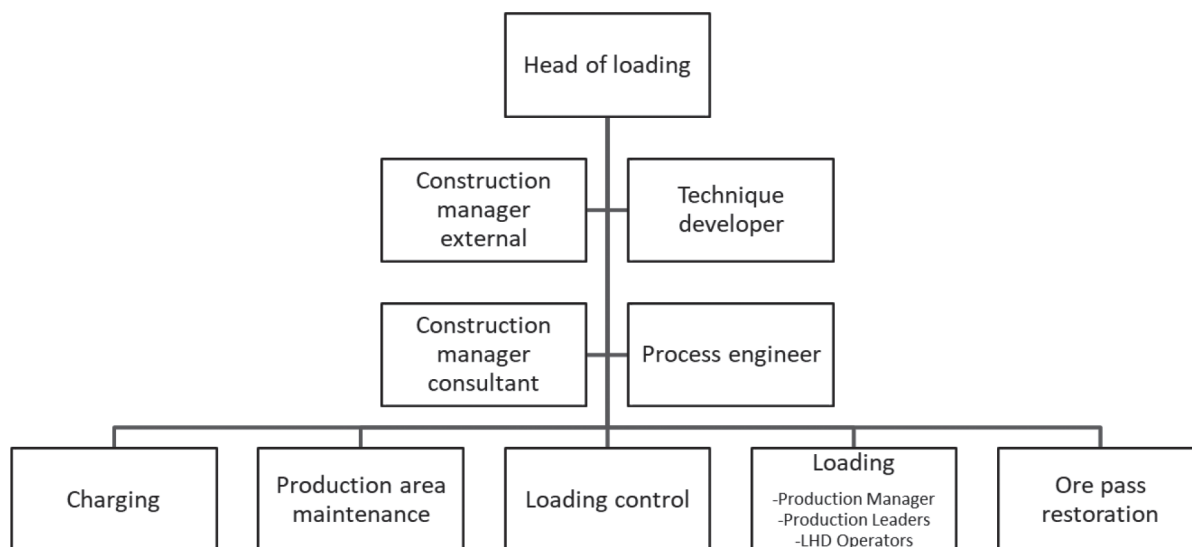 Head of loading
Construction
manager
external
Technique
developer
Construction
manager
consultant
Process engineer
Charging
Production area
maintenance
Loading control
Loading
-Production Manager
-Production Leaders
-LHD Operators
Ore pass
restoration